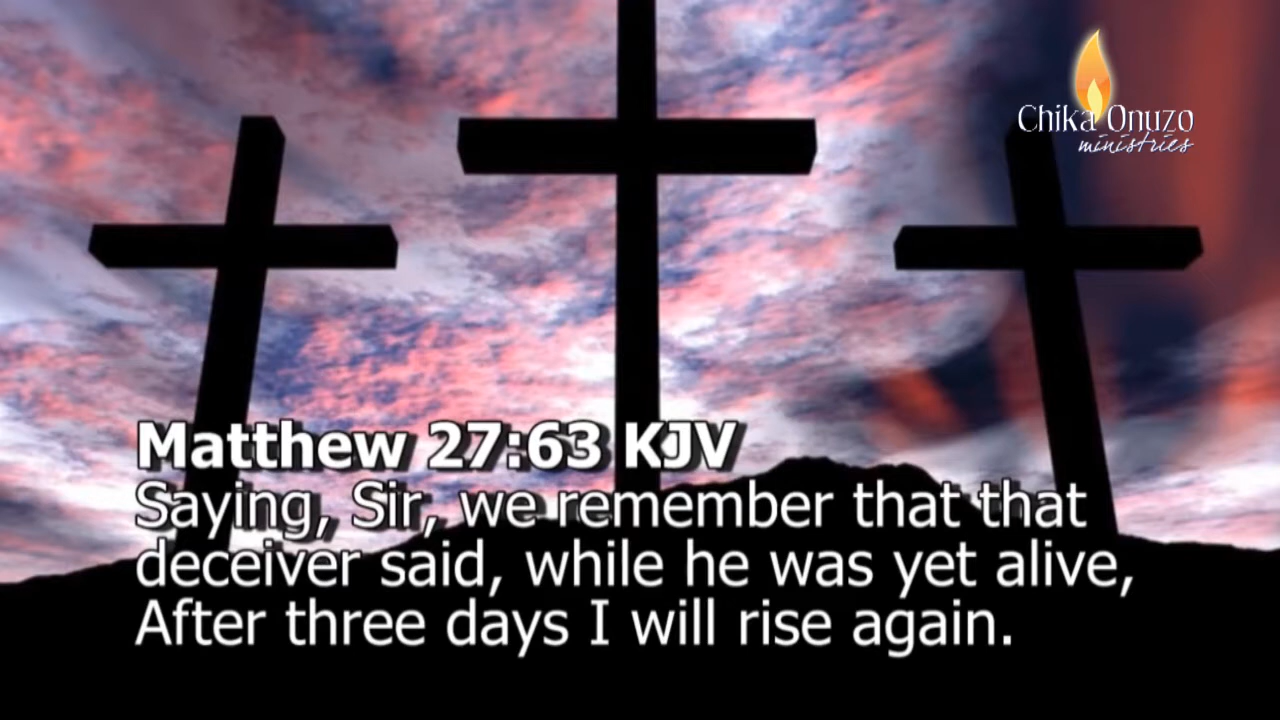 Chika Onuzo
ministries
Matthew 27:63 KJV
Saying, Sir, we remember that that
deceiver said, while he was yet alive,
After three days I will rise again.